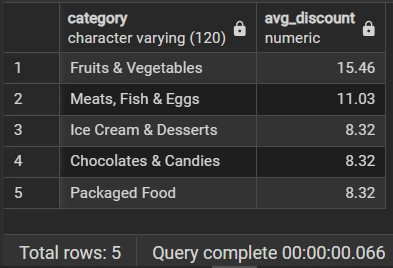 category avg_discount
character varying (120) numeric
1 Fruits & Vegetables 15.46
2 Meats, Fish & Eggs 11.03
3 Ice Cream & Desserts 8.32
4 Chocolates & Candies 8.32
5 Packaged Food 8.32
Total rows: 5 Query complete 00:00:00.066